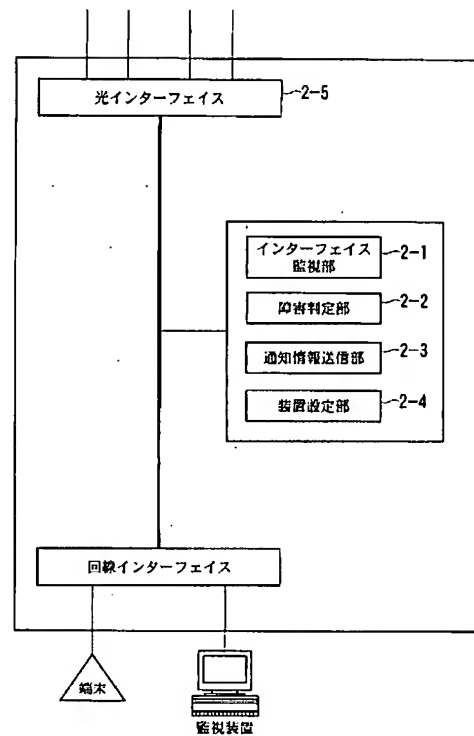 光インターフェイス 2-5
インターフェイス
監視部 2-1
障害判定部 2-2
通知情報送信部 2-3
装置設定部 2-4
回線インターフェイス
端末
監視装置